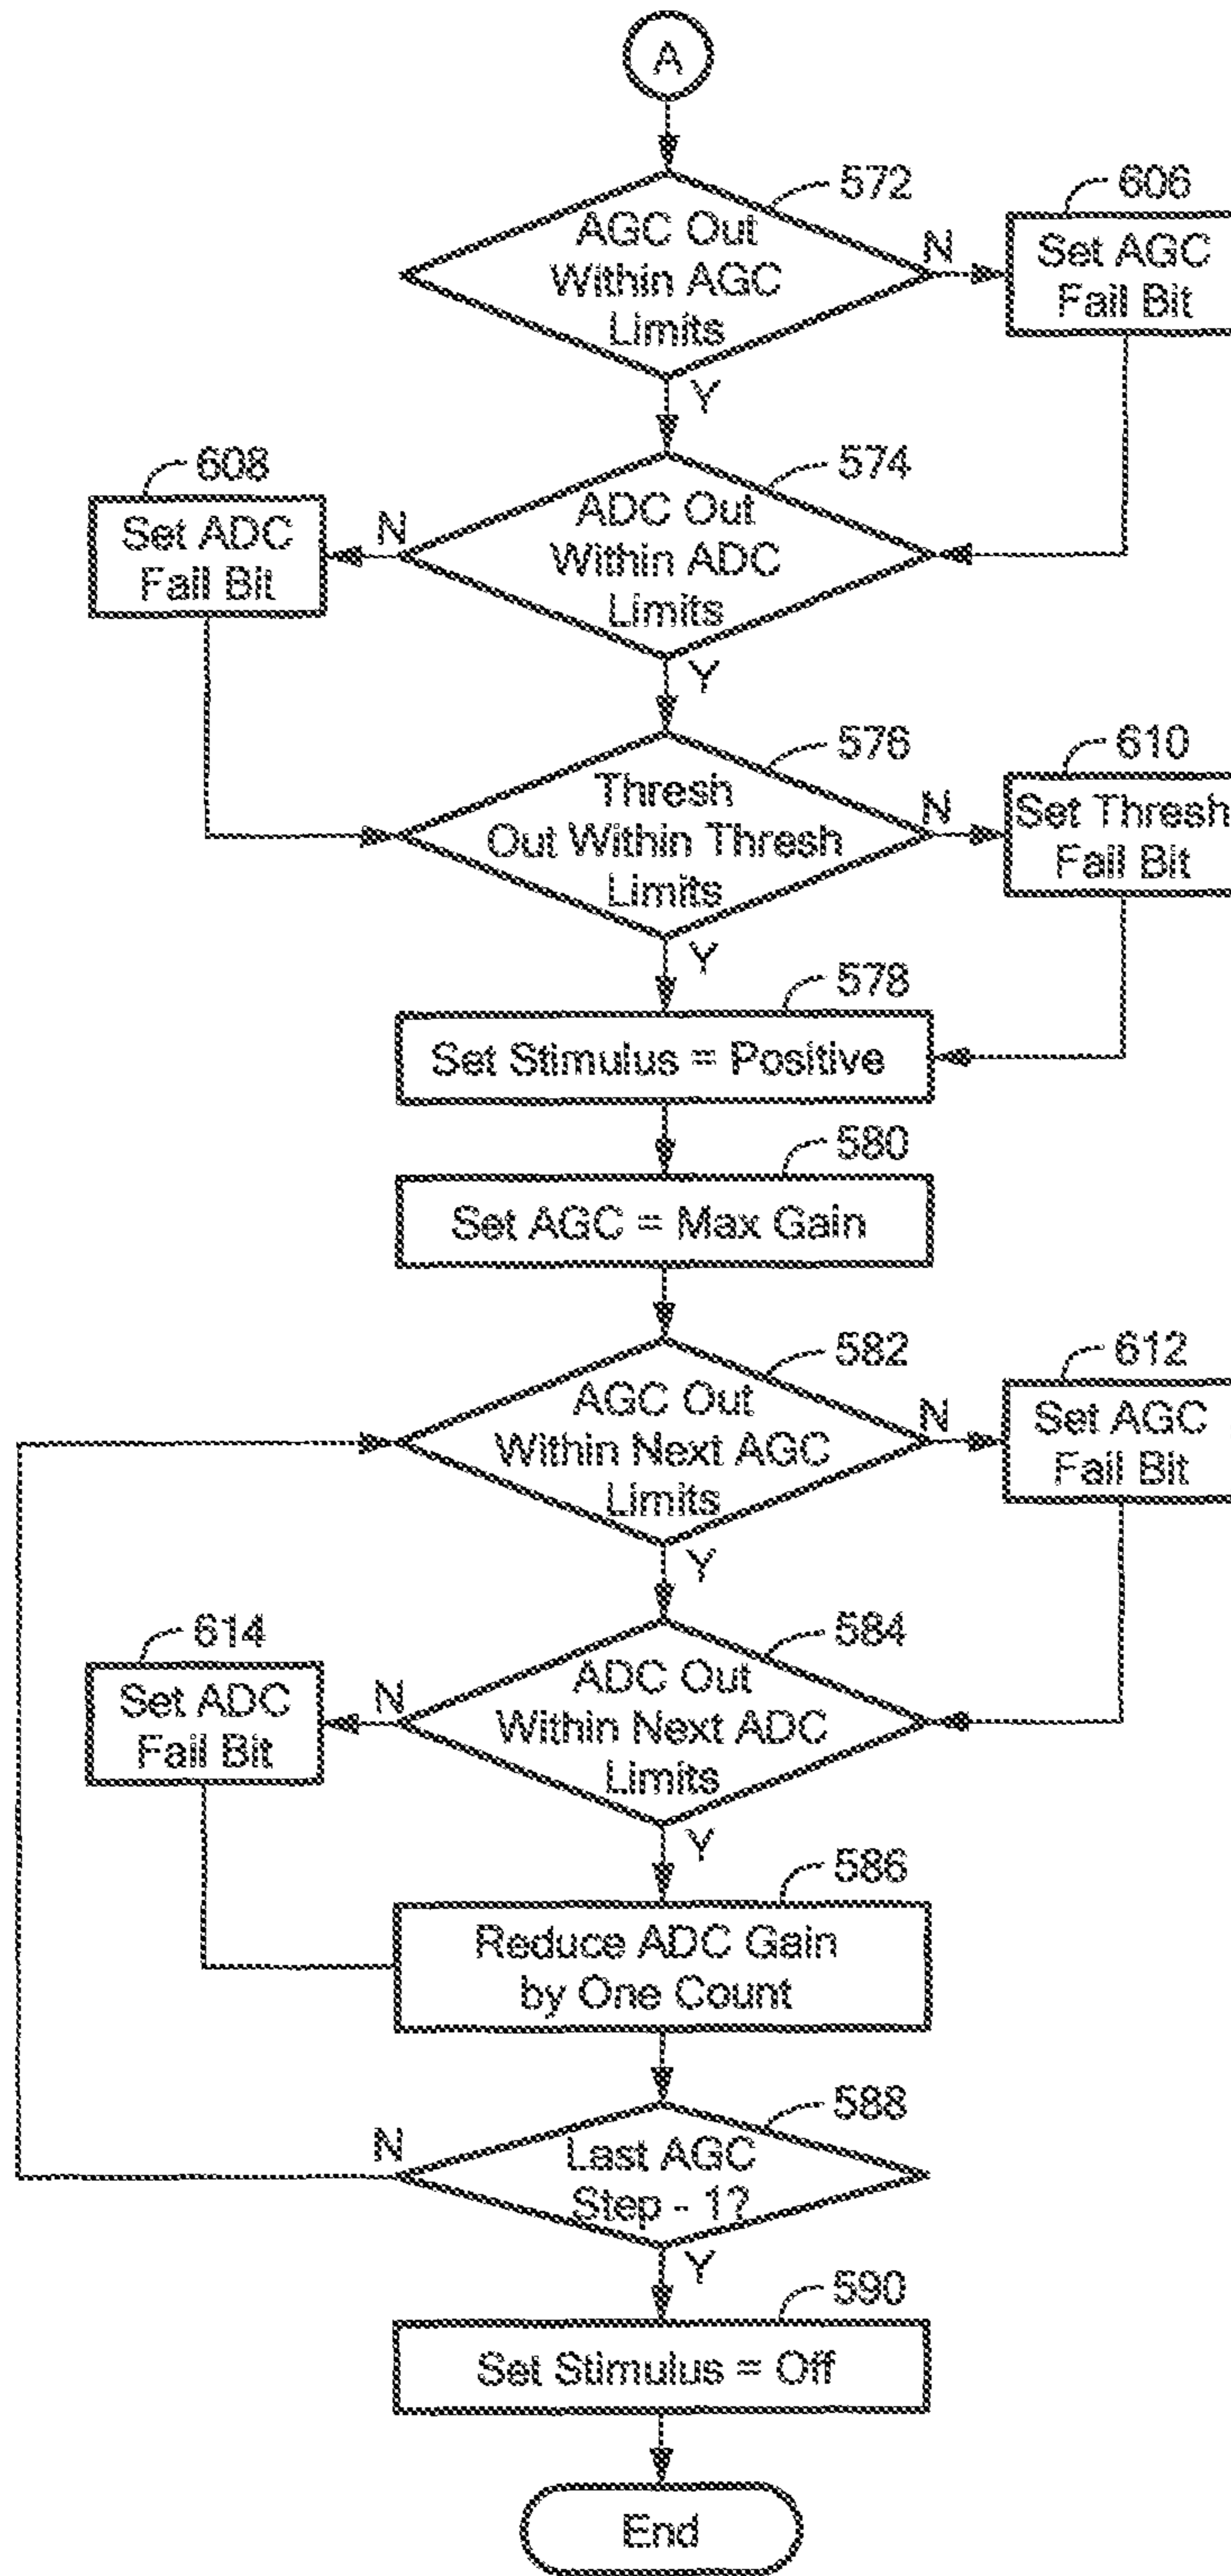 A
572
AGC Out
Within AGC
Limits
N
606
Set AGC
Fail Bit
Y
574
ADC Out
Within ADC
Limits
N
608
Set ADC
Fail Bit
Y
576
Thresh
Out Within Thresh
Limits
N
610
Set Thresh
Fail Bit
Y
578
Set Stimulus = Positive
580
Set AGC = Max Gain
582
AGC Out
Within Next AGC
Limits
N
612
Set AGC
Fail Bit
Y
584
ADC Out
Within Next ADC
Limits
N
614
Set ADC
Fail Bit
Y
586
Reduce ADC Gain
by One Count
588
Last AGC
Step - 1?
N
Y
590
Set Stimulus = Off
End